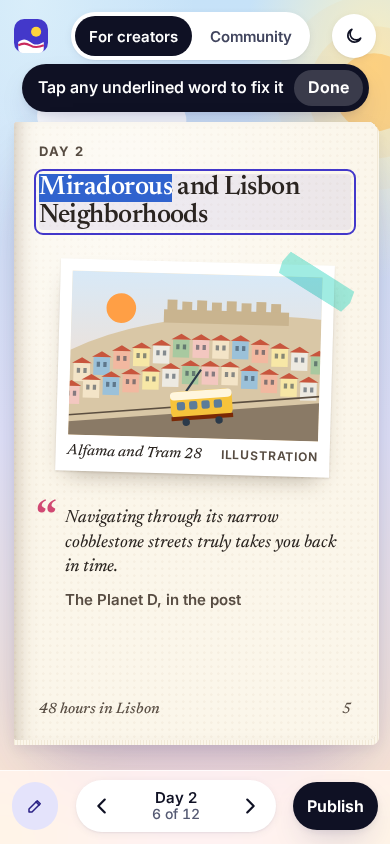 For creators
Community
Tap any underlined word to fix it
Done
DAY 2
Miradorous and Lisbon
Neighborhoods
Alfama and Tram 28
ILLUSTRATION
“
Navigating through its narrow
cobblestone streets truly takes you back
in time.
The Planet D, in the post
48 hours in Lisbon
5
Day 2
6 of 12
Publish